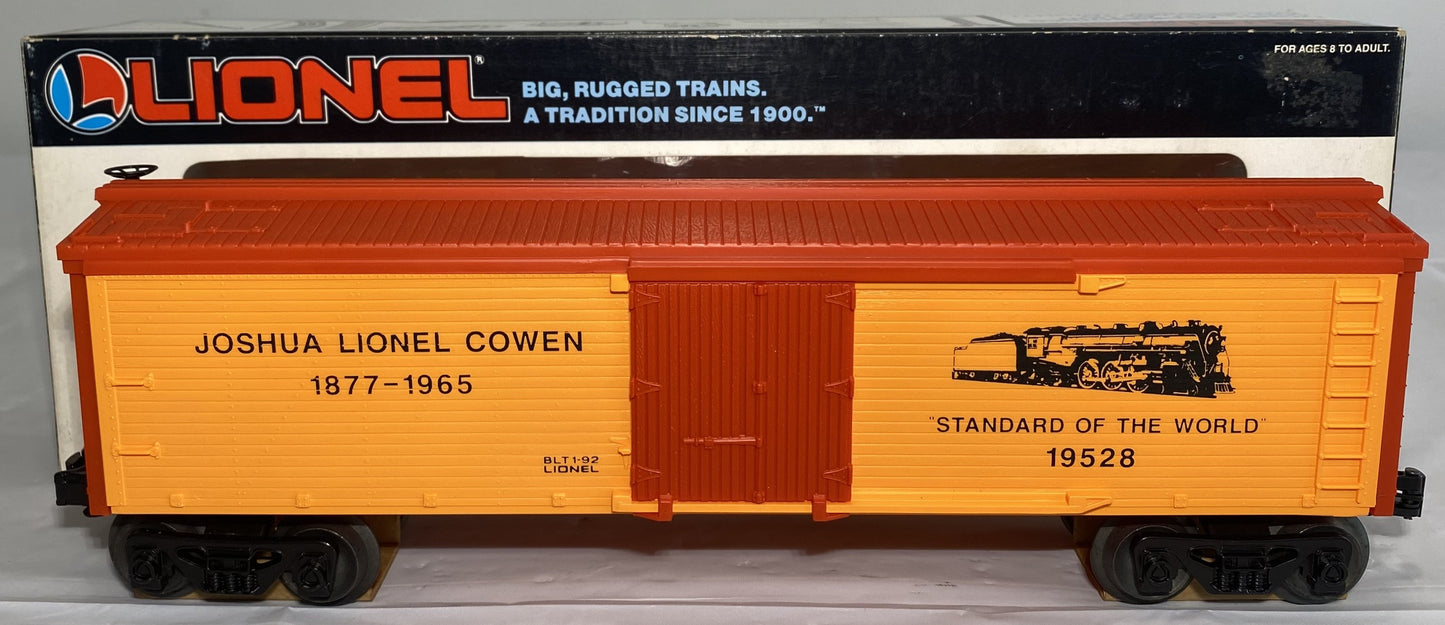 LIONEL®
BIG, RUGGED TRAINS.
A TRADITION SINCE 1900.™
FOR AGES 8 TO ADULT.
JOSHUA LIONEL COWEN
1877-1965
BLT 1-92
LIONEL
"STANDARD OF THE WORLD"
19528